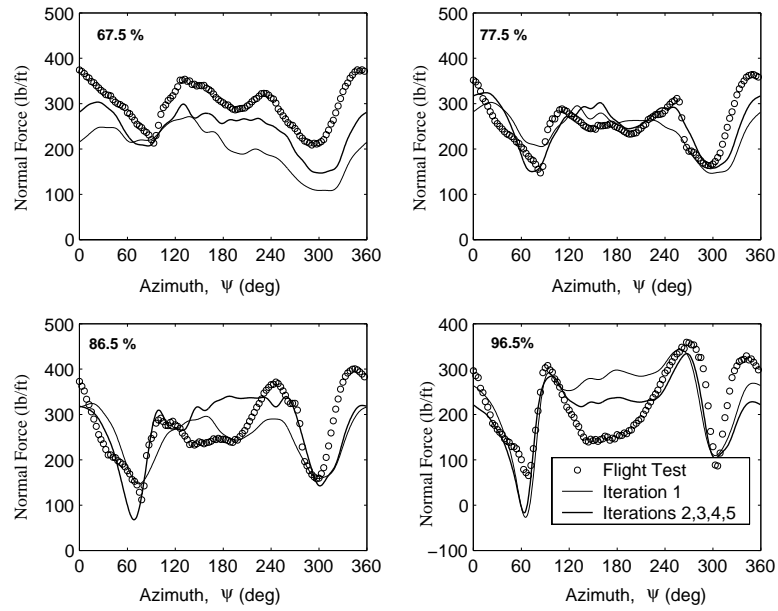 67.5 %
Normal Force (lb/ft)
500
400
300
200
100
0
0 60 120 180 240 300 360
Azimuth, Ψ (deg)
77.5 %
Normal Force (lb/ft)
500
400
300
200
100
0
0 60 120 180 240 300 360
Azimuth, Ψ (deg)
86.5 %
Normal Force (lb/ft)
500
400
300
200
100
0
0 60 120 180 240 300 360
Azimuth, Ψ (deg)
96.5%
Normal Force (lb/ft)
400
300
200
100
0
−100
0 60 120 180 240 300 360
Azimuth, Ψ (deg)
Flight Test
Iteration 1
Iterations 2,3,4,5